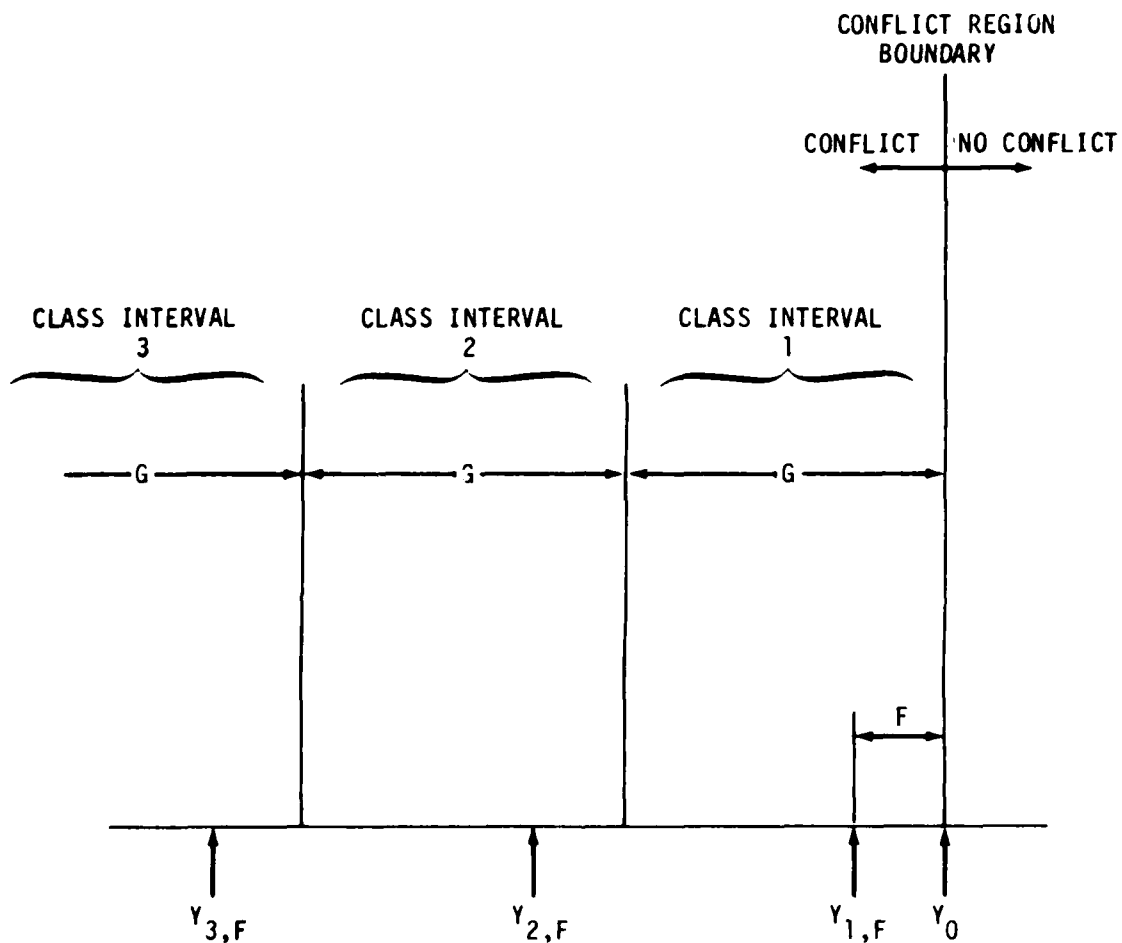 CONFLICT REGION
BOUNDARY
CONFLICT NO CONFLICT
CLASS INTERVAL
3
CLASS INTERVAL
2
CLASS INTERVAL
1
G G G
F
Y3,F Y2,F Y1,F Y0